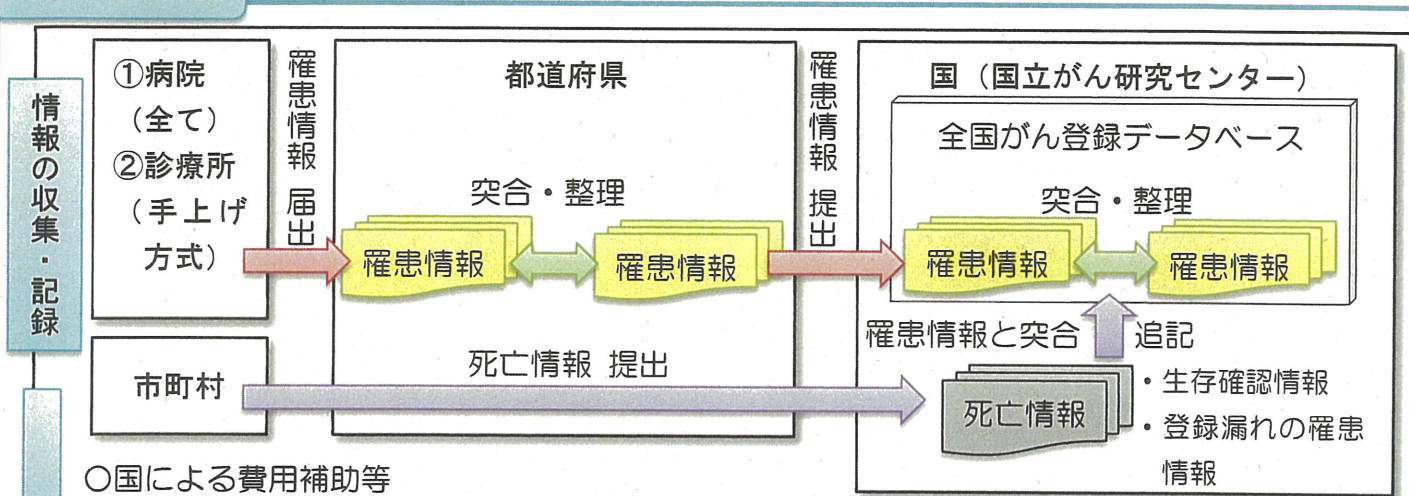 情報の収集・記録
①病院
(全て)
②診療所
(手上げ
方式)
罹患情報 届出
都道府県
突合・整理
罹患情報
罹患情報
罹患情報 提出
国(国立がん研究センター)
全国がん登録データベース
突合・整理
罹患情報
罹患情報
罹患情報と突合
追記
市町村
死亡情報 提出
死亡情報
・生存確認情報
・登録漏れの罹患
情報
〇国による費用補助等